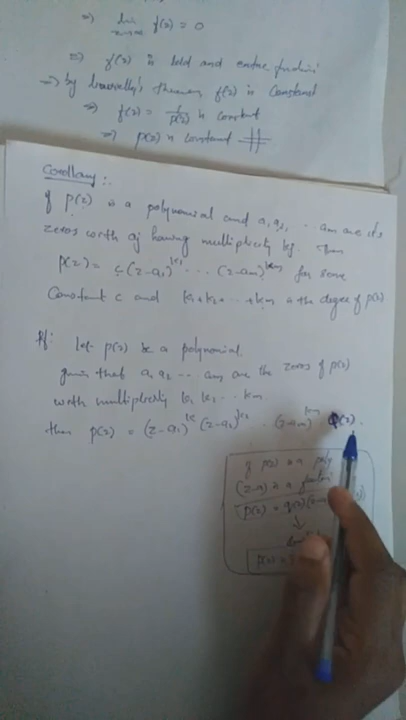 ⇒ lim f(z) = 0
z→∞
⇒ f(z) is bdd and entire function
⇒ by Liouville's theorem f(z) is constant
⇒ f(z) = 1/p(z) is constant
⇒ p(z) is constant #
Corollary:.
If p(z) is a polynomial and a1 a2, .. am are its
zeros with aj having multiplicity kj. Then
p(z) = c(z-a1)^k1 ... (z-am)^km for some
constant c and k1+k2+...+km is the degree of p(z)
Pf: Let p(z) be a polynomial.
given that a1 a2 .. am are the zeros of p(z)
with multiplicity k1 k2 .. km
then p(z) = (z-a1)^k1 (z-a2)^k2 .. (z-am)^km φ(z).
If p(z) is a poly
(z-a) is a factor
p(z) = q(z)(z-a
↓